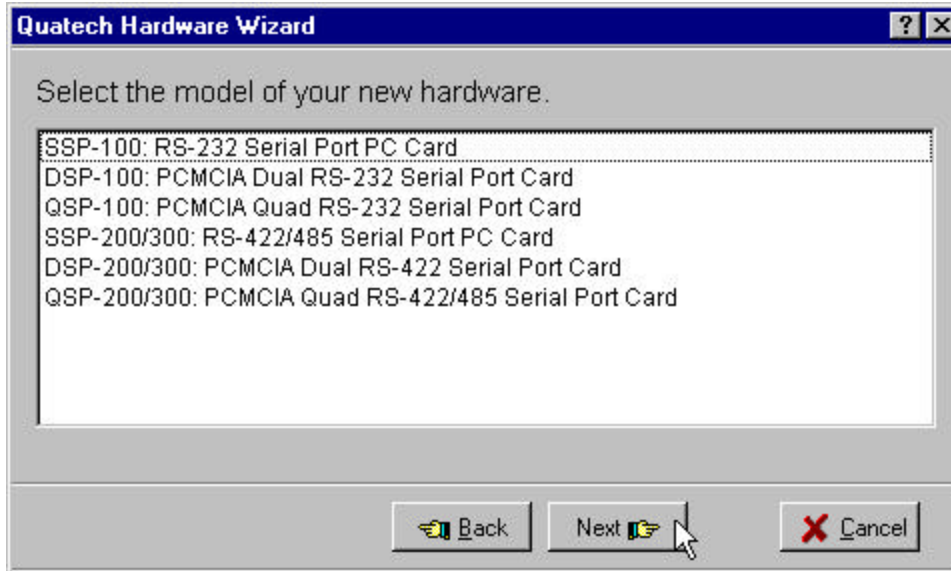 Quatech Hardware Wizard
Select the model of your new hardware.
SSP-100: RS-232 Serial Port PC Card
DSP-100: PCMCIA Dual RS-232 Serial Port Card
QSP-100: PCMCIA Quad RS-232 Serial Port Card
SSP-200/300: RS-422/485 Serial Port PC Card
DSP-200/300: PCMCIA Dual RS-422 Serial Port Card
QSP-200/300: PCMCIA Quad RS-422/485 Serial Port Card
Back Next Cancel